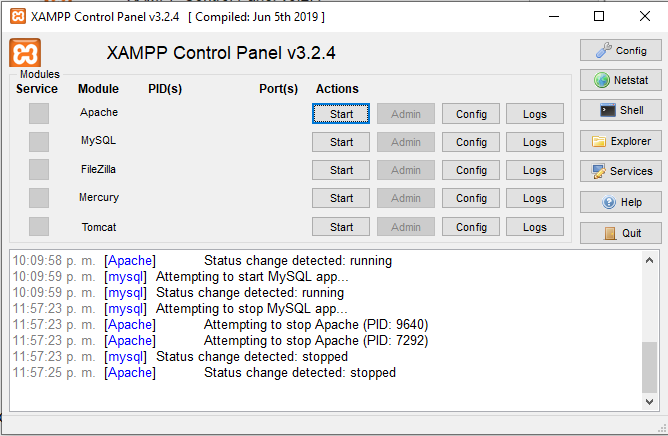 XAMPP Control Panel v3.2.4 [ Compiled: Jun 5th 2019 ]
XAMPP Control Panel v3.2.4
Config
Modules
Service Module PID(s) Port(s) Actions
Netstat
Apache Start Admin Config Logs
Shell
MySQL Start Admin Config Logs
Explorer
FileZilla Start Admin Config Logs
Services
Mercury Start Admin Config Logs
Help
Tomcat Start Admin Config Logs
Quit
10:09:58 p. m. [Apache] Status change detected: running
10:09:59 p. m. [mysql] Attempting to start MySQL app...
10:09:59 p. m. [mysql] Status change detected: running
11:57:23 p. m. [mysql] Attempting to stop MySQL app...
11:57:23 p. m. [Apache] Attempting to stop Apache (PID: 9640)
11:57:23 p. m. [Apache] Attempting to stop Apache (PID: 7292)
11:57:23 p. m. [mysql] Status change detected: stopped
11:57:25 p. m. [Apache] Status change detected: stopped